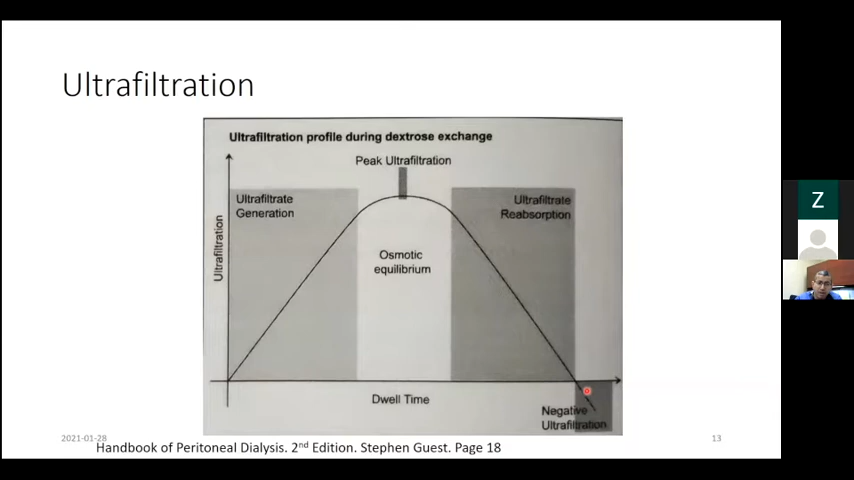 Ultrafiltration
Ultrafiltration profile during dextrose exchange
Peak Ultrafiltration
Ultrafiltrate
Generation
Ultrafiltrate
Reabsorption
Osmotic
equilibrium
Ultrafiltration
Dwell Time
Negative
Ultrafiltration
2021-01-28
Handbook of Peritoneal Dialysis. 2nd Edition. Stephen Guest. Page 18
13
Z